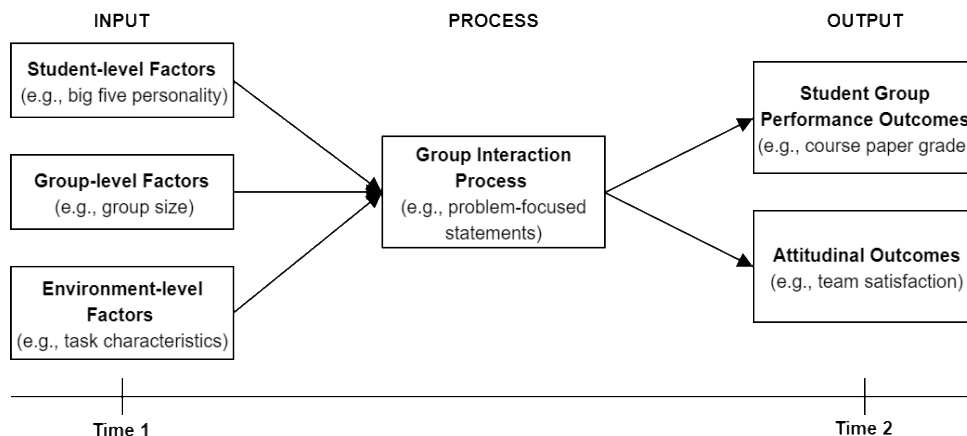 INPUT
PROCESS
OUTPUT
Student-level Factors
(e.g., big five personality)
Group-level Factors
(e.g., group size)
Environment-level
Factors
(e.g., task characteristics)
Group Interaction
Process
(e.g., problem-focused
statements)
Student Group
Performance Outcomes
(e.g., course paper grade
Attitudinal Outcomes
(e.g., team satisfaction)
Time 1
Time 2